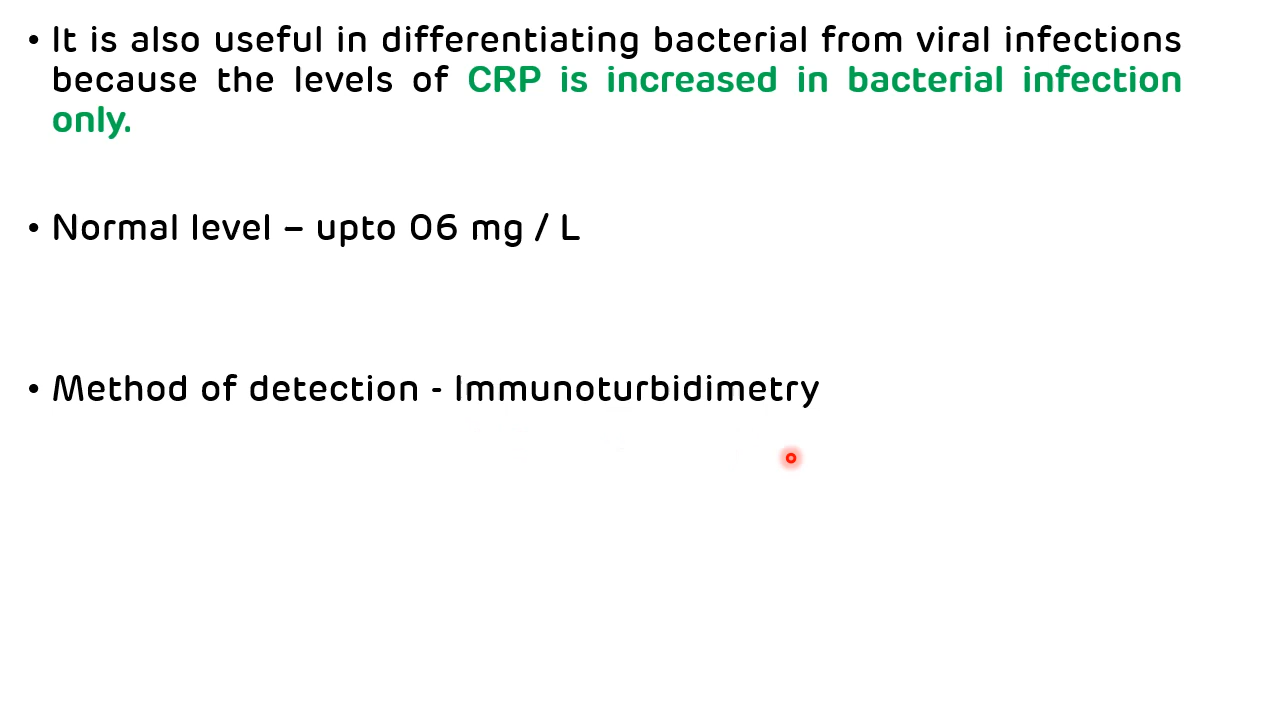 • It is also useful in differentiating bacterial from viral infections
because the levels of CRP is increased in bacterial infection
only.
• Normal level – upto 06 mg / L
• Method of detection - Immunoturbidimetry